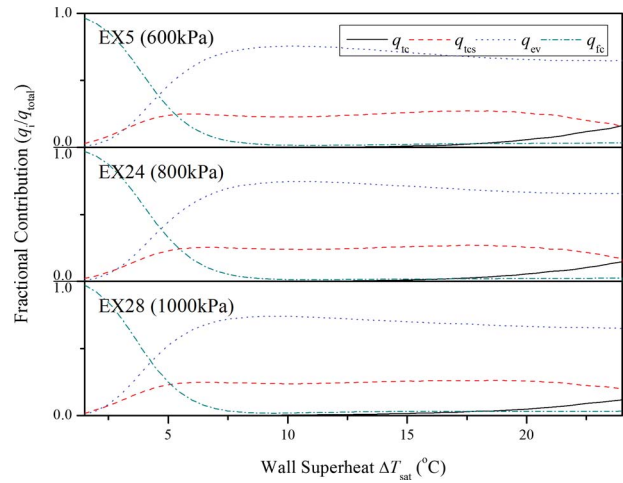 1.0
EX5 (600kPa)
q_tc q_tcs q_ev q_fc
0.0
1.0
EX24 (800kPa)
0.0
1.0
EX28 (1000kPa)
0.0
5 10 15 20
Wall Superheat ΔT_sat (°C)
Fractional Contribution (q_i/q_total)